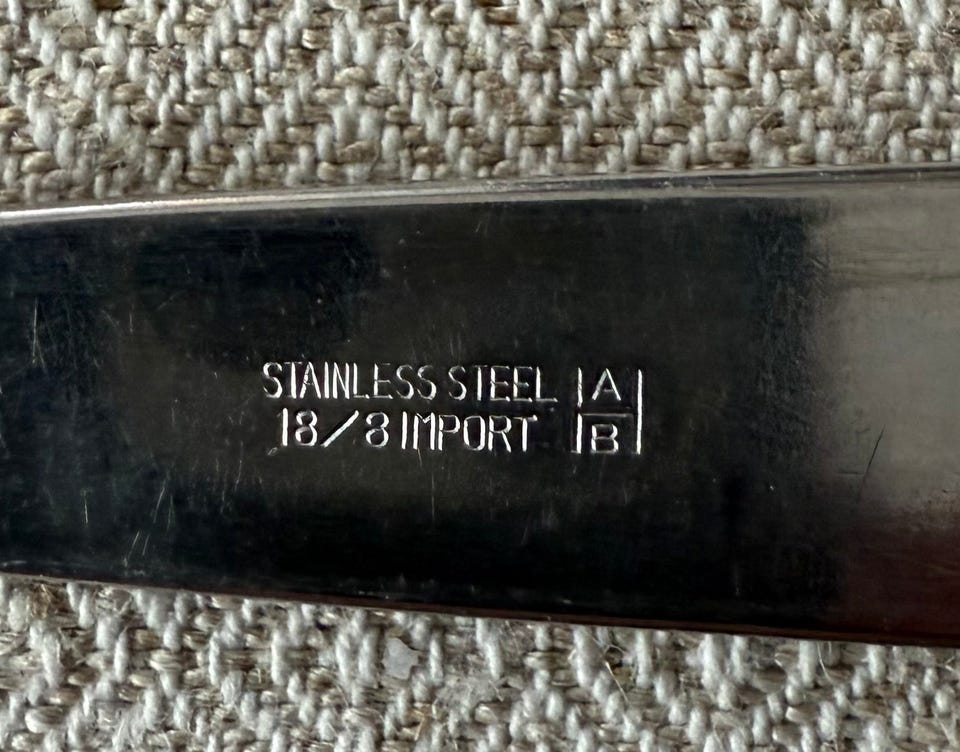 STAINLESS STEEL
18/8 IMPORT
A
B